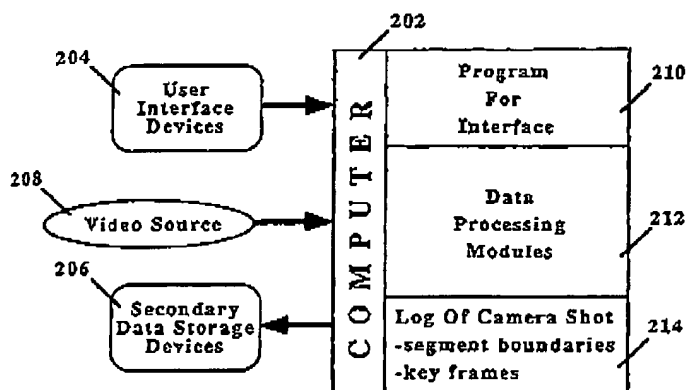 202
204
User
Interface
Devices
208
Video Source
206
Secondary
Data Storage
Devices
COMPUTER
Program
For
Interface
210
Data
Processing
Modules
212
Log Of Camera Shot
-segment boundaries
-key frames
214